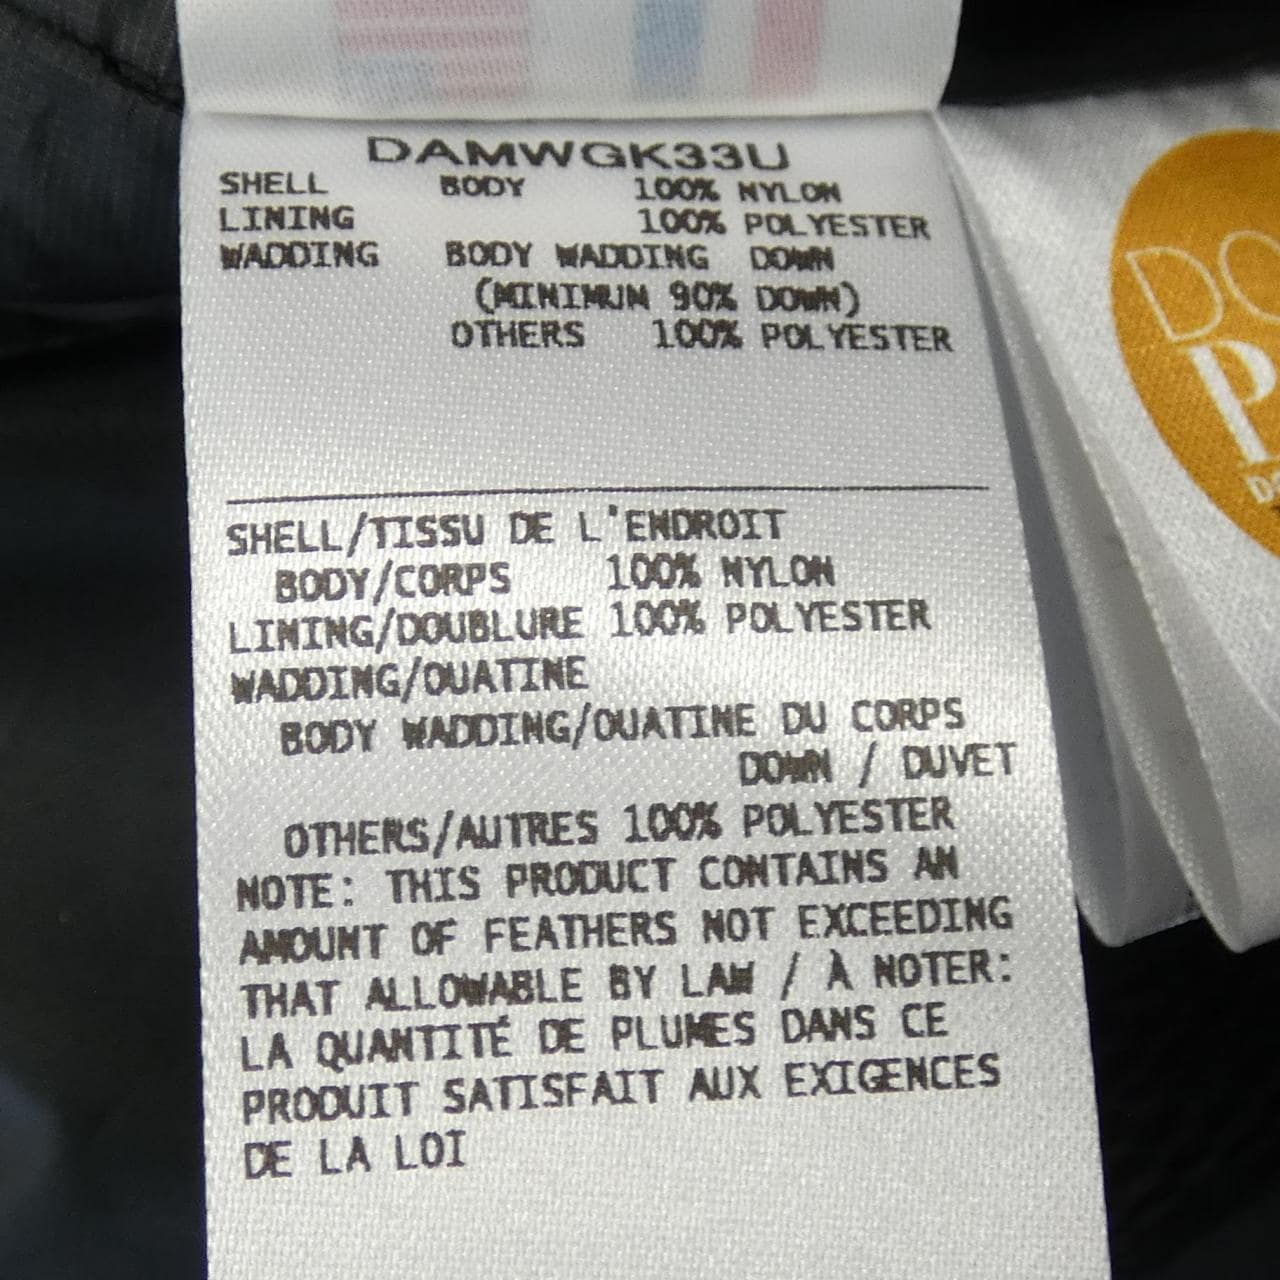 DAMWGK33U
SHELL BODY 100% NYLON
LINING 100% POLYESTER
WADDING BODY WADDING DOWN
(MINIMUM 90% DOWN)
OTHERS 100% POLYESTER
SHELL/TISSU DE L'ENDROIT
BODY/CORPS 100% NYLON
LINING/DOUBLURE 100% POLYESTER
WADDING/OUATINE
BODY WADDING/OUATINE DU CORPS
DOWN / DUVET
OTHERS/AUTRES 100% POLYESTER
NOTE: THIS PRODUCT CONTAINS AN
AMOUNT OF FEATHERS NOT EXCEEDING
THAT ALLOWABLE BY LAW / À NOTER:
LA QUANTITÉ DE PLUMES DANS CE
PRODUIT SATISFAIT AUX EXIGENCES
DE LA LOI